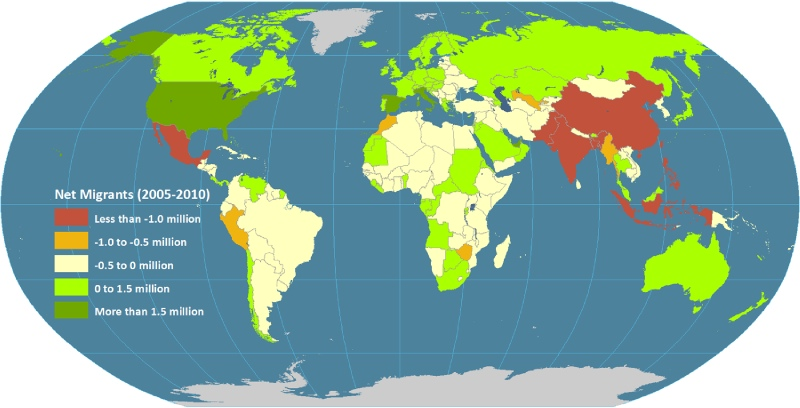 Net Migrants (2005-2010)
Less than -1.0 million
-1.0 to -0.5 million
-0.5 to 0 million
0 to 1.5 million
More than 1.5 million